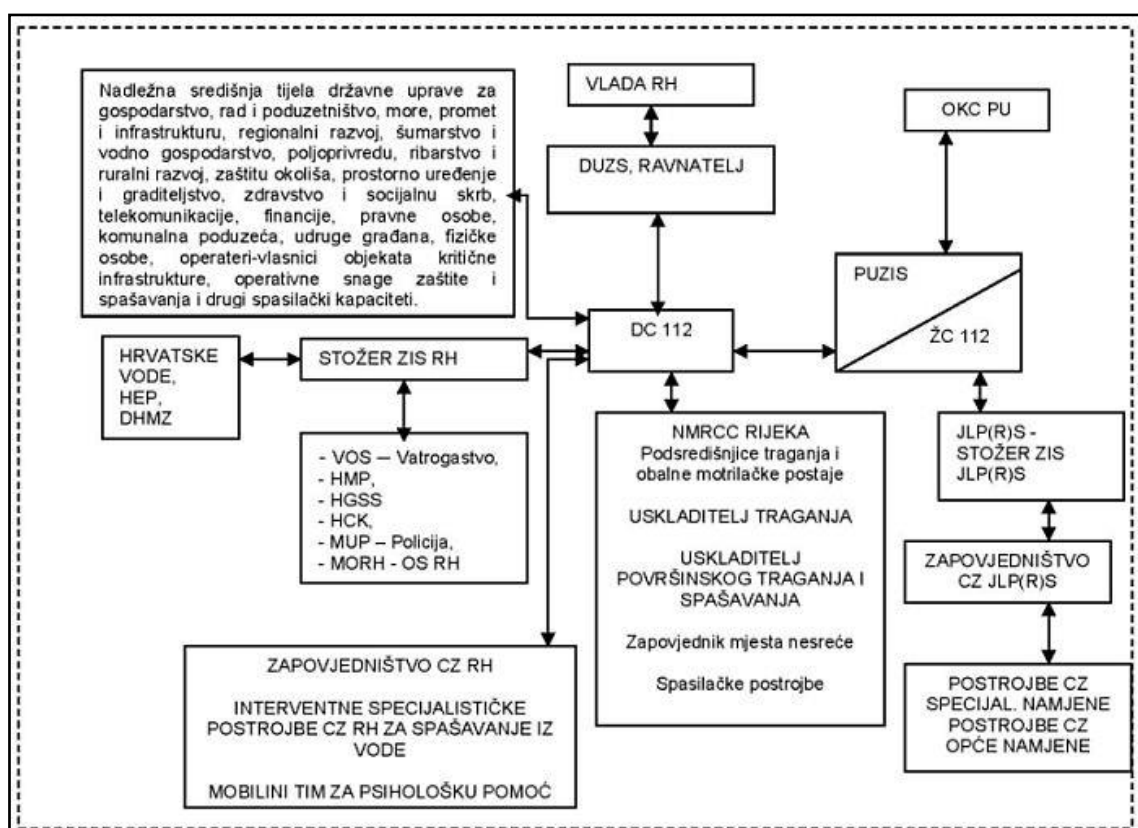 Nadležna središnja tijela državne uprave za
gospodarstvo, rad i poduzetništvo, more, promet
i infrastrukturu, regionalni razvoj, šumarstvo i
vodno gospodarstvo, poljoprivredu, ribarstvo i
ruralni razvoj, zaštitu okoliša, prostorno uređenje
i graditeljstvo, zdravstvo i socijalnu skrb,
telekomunikacije, financije, pravne osobe,
komunalna poduzeća, udruge građana, fizičke
osobe, operateri-vlasnici objekata kritične
infrastrukture, operativne snage zaštite i
spašavanja i drugi spasilački kapaciteti.
VLADA RH
DUZS, RAVNATELJ
OKC PU
PUZIS
ŽC 112
DC 112
STOŽER ZIS RH
HRVATSKE
VODE,
HEP,
DHMZ
- VOS – Vatrogastvo,
- HMP,
- HGSS
- HCK,
- MUP – Policija,
- MORH - OS RH
NMRCC RIJEKA
Podsredišnjice traganja i
obalne motrilačke postaje
USKLADITELJ TRAGANJA
USKLADITELJ
POVRŠINSKOG TRAGANJA I
SPAŠAVANJA
Zapovjednik mjesta nesreće
Spasilačke postrojbe
JLP(R)S -
STOŽER ZIS
JLP(R)S
ZAPOVJEDNIŠTVO
CZ JLP(R)S
POSTROJBE CZ
SPECIJAL. NAMJENE
POSTROJBE CZ
OPĆE NAMJENE
ZAPOVJEDNIŠTVO CZ RH
INTERVENTNE SPECIJALISTIČKE
POSTROJBE CZ RH ZA SPAŠAVANJE IZ
VODE
MOBILINI TIM ZA PSIHOLOŠKU POMOĆ